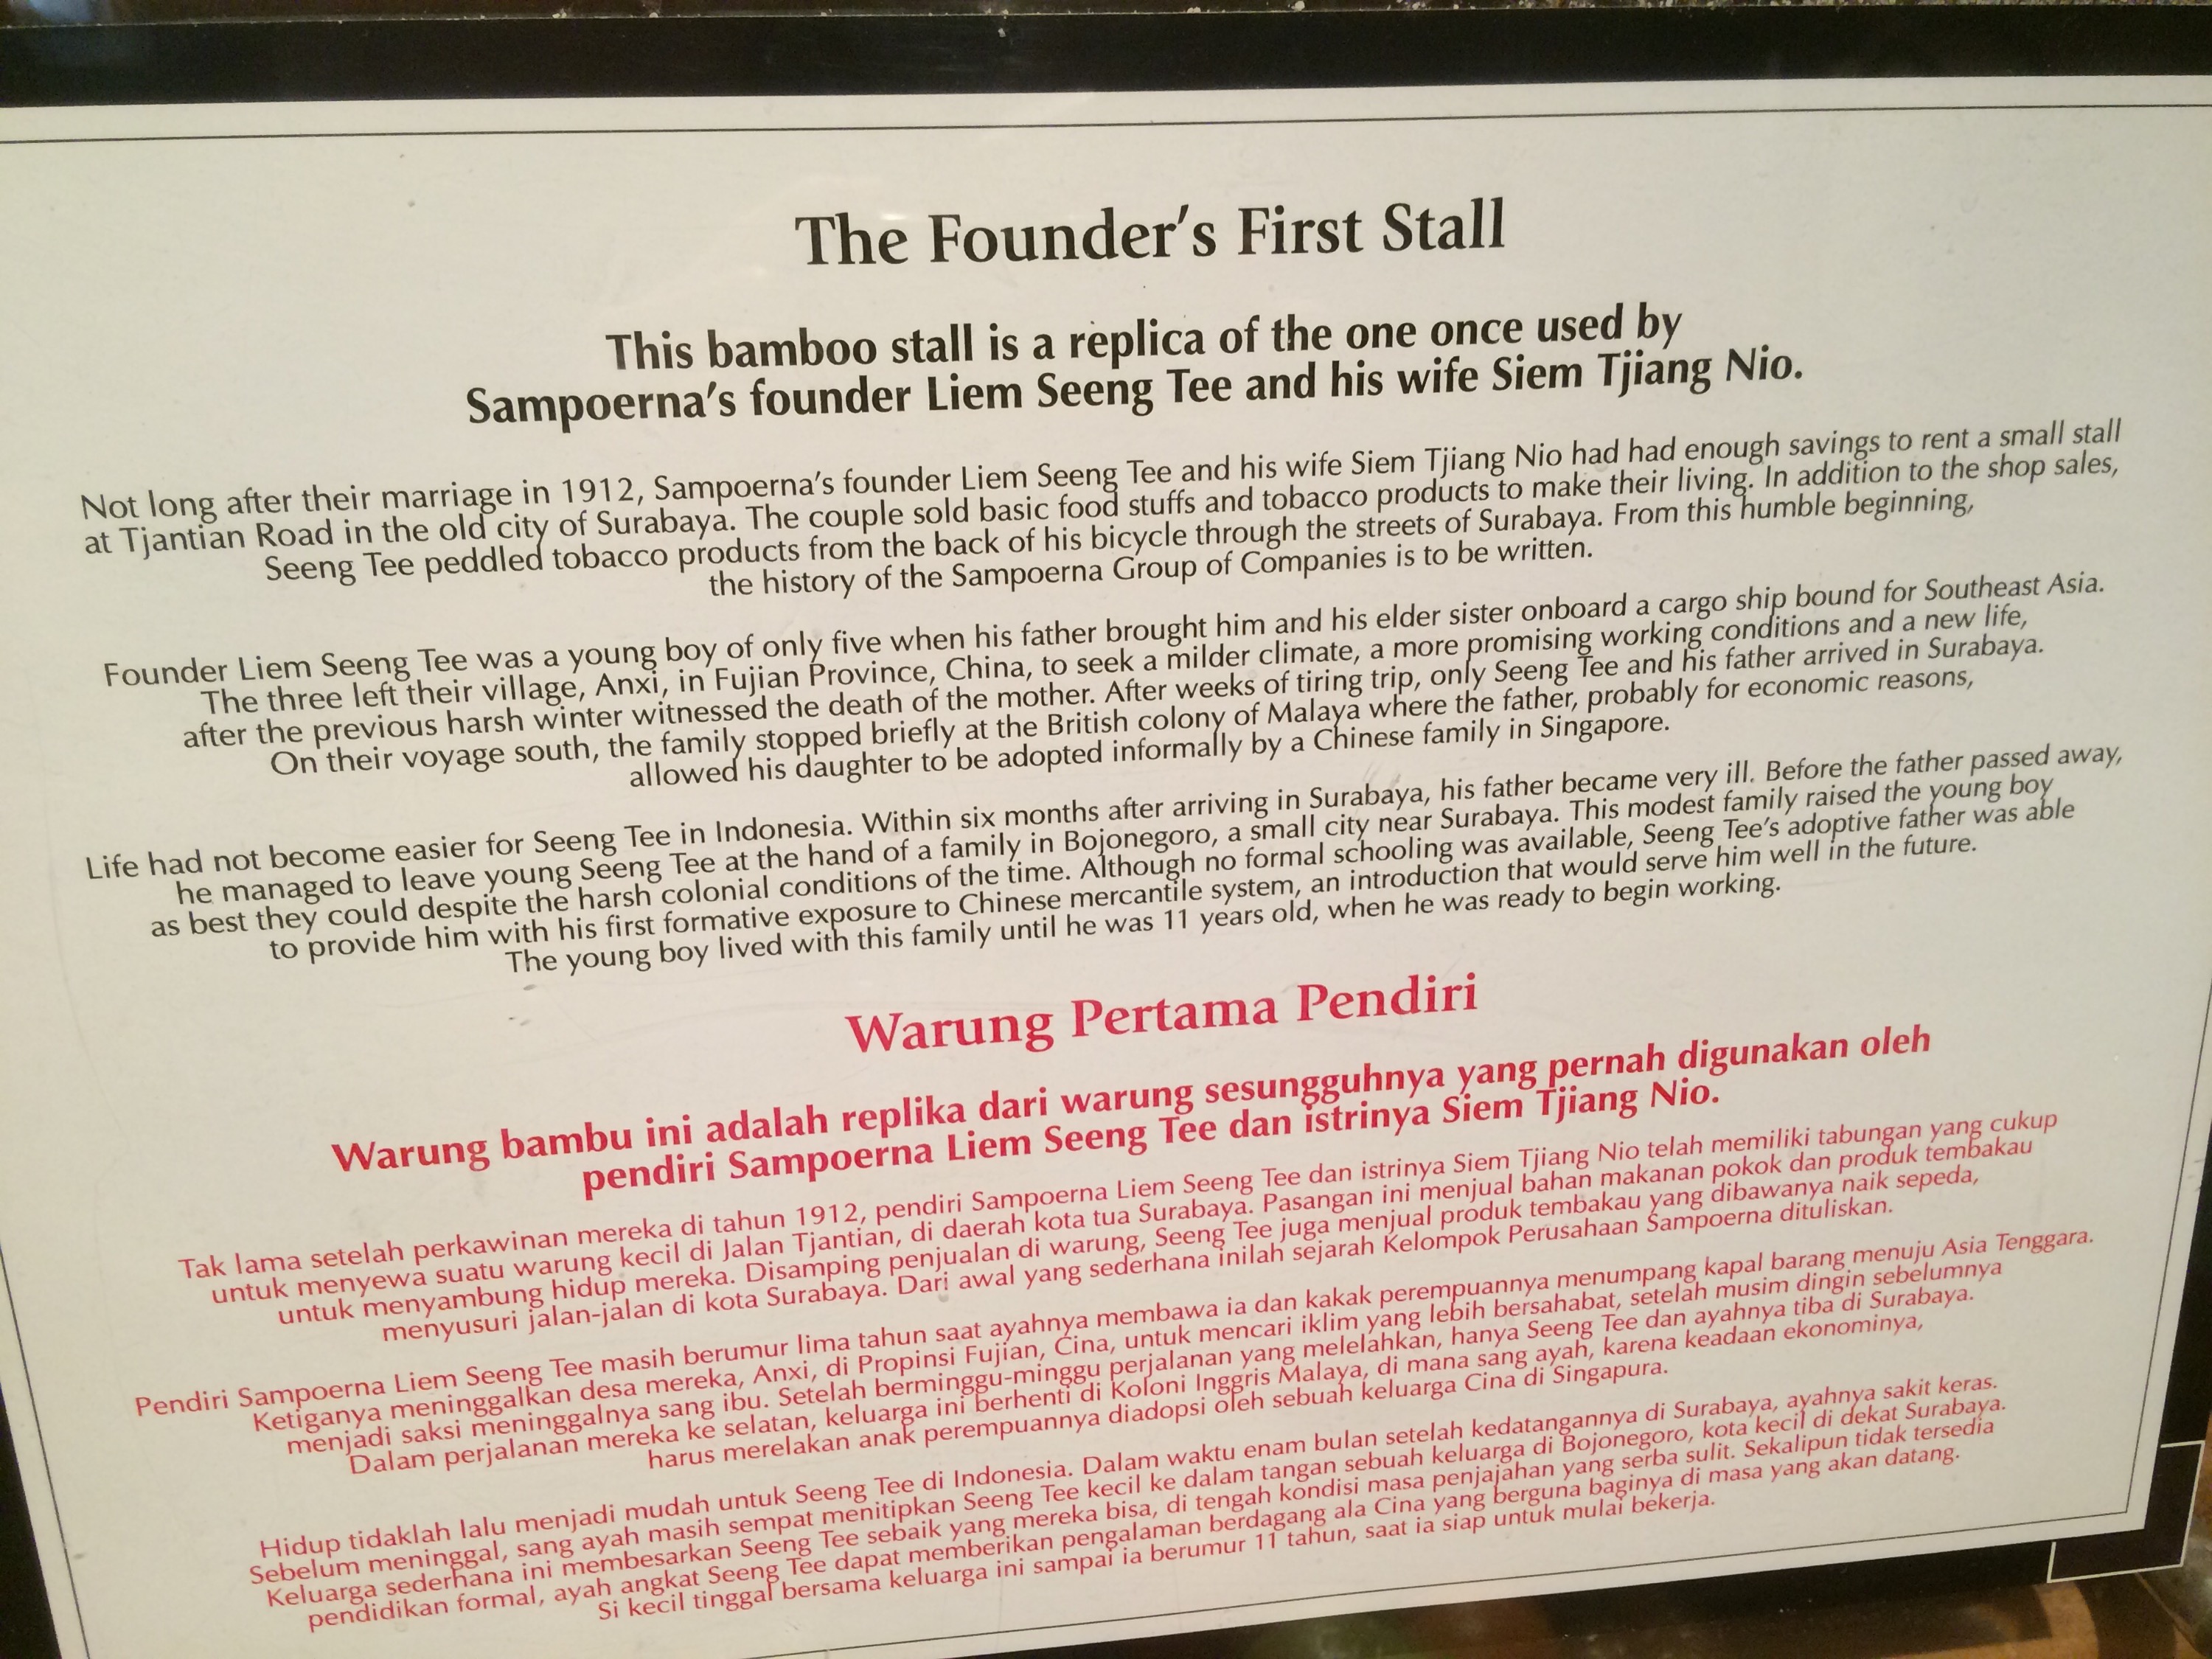 The Founder's First Stall
This bamboo stall is a replica of the one once used by
Sampoerna's founder Liem Seeng Tee and his wife Siem Tjiang Nio.
Not long after their marriage in 1912, Sampoerna's founder Liem Seeng Tee and his wife Siem Tjiang Nio had had enough savings to rent a small stall
at Tjantian Road in the old city of Surabaya. The couple sold basic food stuffs and tobacco products to make their living. In addition to the shop sales,
Seeng Tee peddled tobacco products from the back of his bicycle through the streets of Surabaya. From this humble beginning,
the history of the Sampoerna Group of Companies is to be written.
Founder Liem Seeng Tee was a young boy of only five when his father brought him and his elder sister onboard a cargo ship bound for Southeast Asia.
The three left their village, Anxi, in Fujian Province, China, to seek a milder climate, a more promising working conditions and a new life,
after the previous harsh winter witnessed the death of the mother. After weeks of tiring trip, only Seeng Tee and his father arrived in Surabaya.
On their voyage south, the family stopped briefly at the British colony of Malaya where the father, probably for economic reasons,
allowed his daughter to be adopted informally by a Chinese family in Singapore.
Life had not become easier for Seeng Tee in Indonesia. Within six months after arriving in Surabaya, his father became very ill. Before the father passed away,
he managed to leave young Seeng Tee at the hand of a family in Bojonegoro, a small city near Surabaya. This modest family raised the young boy
as best they could despite the harsh colonial conditions of the time. Although no formal schooling was available, Seeng Tee's adoptive father was able
to provide him with his first formative exposure to Chinese mercantile system, an introduction that would serve him well in the future.
The young boy lived with this family until he was 11 years old, when he was ready to begin working.
Warung Pertama Pendiri
Warung bambu ini adalah replika dari warung sesungguhnya yang pernah digunakan oleh
pendiri Sampoerna Liem Seeng Tee dan istrinya Siem Tjiang Nio.
Tak lama setelah perkawinan mereka di tahun 1912, pendiri Sampoerna Liem Seeng Tee dan istrinya Siem Tjiang Nio telah memiliki tabungan yang cukup
untuk menyewa suatu warung kecil di Jalan Tjantian, di daerah kota tua Surabaya. Pasangan ini menjual bahan makanan pokok dan produk tembakau
untuk menyambung hidup mereka. Disamping penjualan di warung, Seeng Tee juga menjual produk tembakau yang dibawanya naik sepeda,
menyusuri jalan-jalan di kota Surabaya. Dari awal yang sederhana inilah sejarah Kelompok Perusahaan Sampoerna dituliskan.
Pendiri Sampoerna Liem Seeng Tee masih berumur lima tahun saat ayahnya membawa ia dan kakak perempuannya menumpang kapal barang menuju Asia Tenggara.
Ketiganya meninggalkan desa mereka, Anxi, di Propinsi Fujian, Cina, untuk mencari iklim yang lebih bersahabat, setelah musim dingin sebelumnya
menjadi saksi meninggalnya sang ibu. Setelah berminggu-minggu perjalanan yang melelahkan, hanya Seeng Tee dan ayahnya tiba di Surabaya.
Dalam perjalanan mereka ke selatan, keluarga ini berhenti di Koloni Inggris Malaya, di mana sang ayah, karena keadaan ekonominya,
harus merelakan anak perempuannya diadopsi oleh sebuah keluarga Cina di Singapura.
Hidup tidaklah lalu menjadi mudah untuk Seeng Tee di Indonesia. Dalam waktu enam bulan setelah kedatangannya di Surabaya, ayahnya sakit keras.
Sebelum meninggal, sang ayah masih sempat menitipkan Seeng Tee kecil ke dalam tangan sebuah keluarga di Bojonegoro, kota kecil di dekat Surabaya.
Keluarga sederhana ini membesarkan Seeng Tee sebaik yang mereka bisa, di tengah kondisi masa penjajahan yang serba sulit. Sekalipun tidak tersedia
pendidikan formal, ayah angkat Seeng Tee dapat memberikan pengalaman berdagang ala Cina yang berguna baginya di masa yang akan datang.
Si kecil tinggal bersama keluarga ini sampai ia berumur 11 tahun, saat ia siap untuk mulai bekerja.